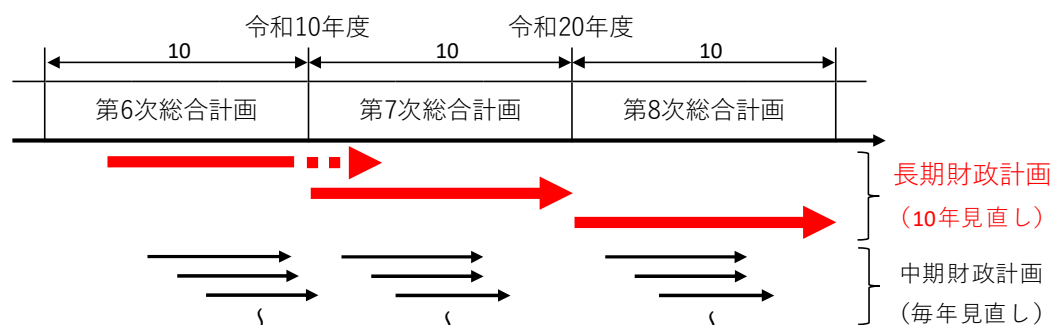 令和10年度 令和20年度
10 10 10
第6次総合計画 第7次総合計画 第8次総合計画
長期財政計画
（10年見直し）
中期財政計画
（毎年見直し）